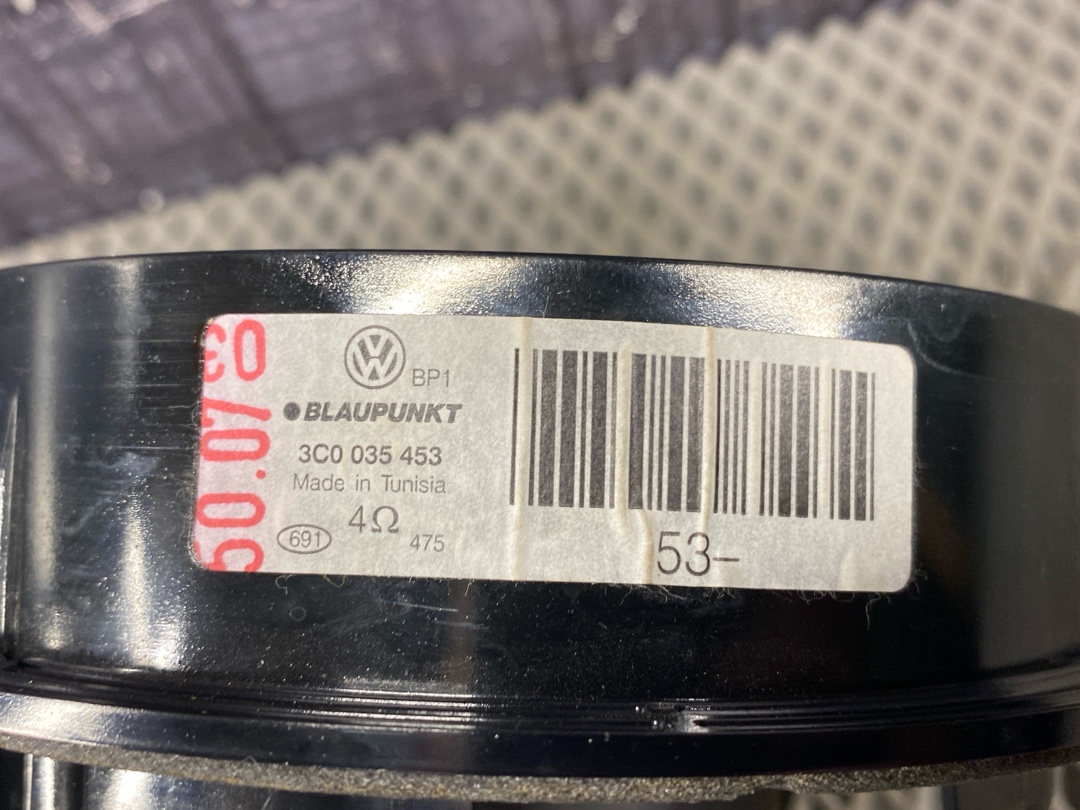 BP1
BLAUPUNKT
3C0 035 453
Made in Tunisia
4Ω
691
475
53-